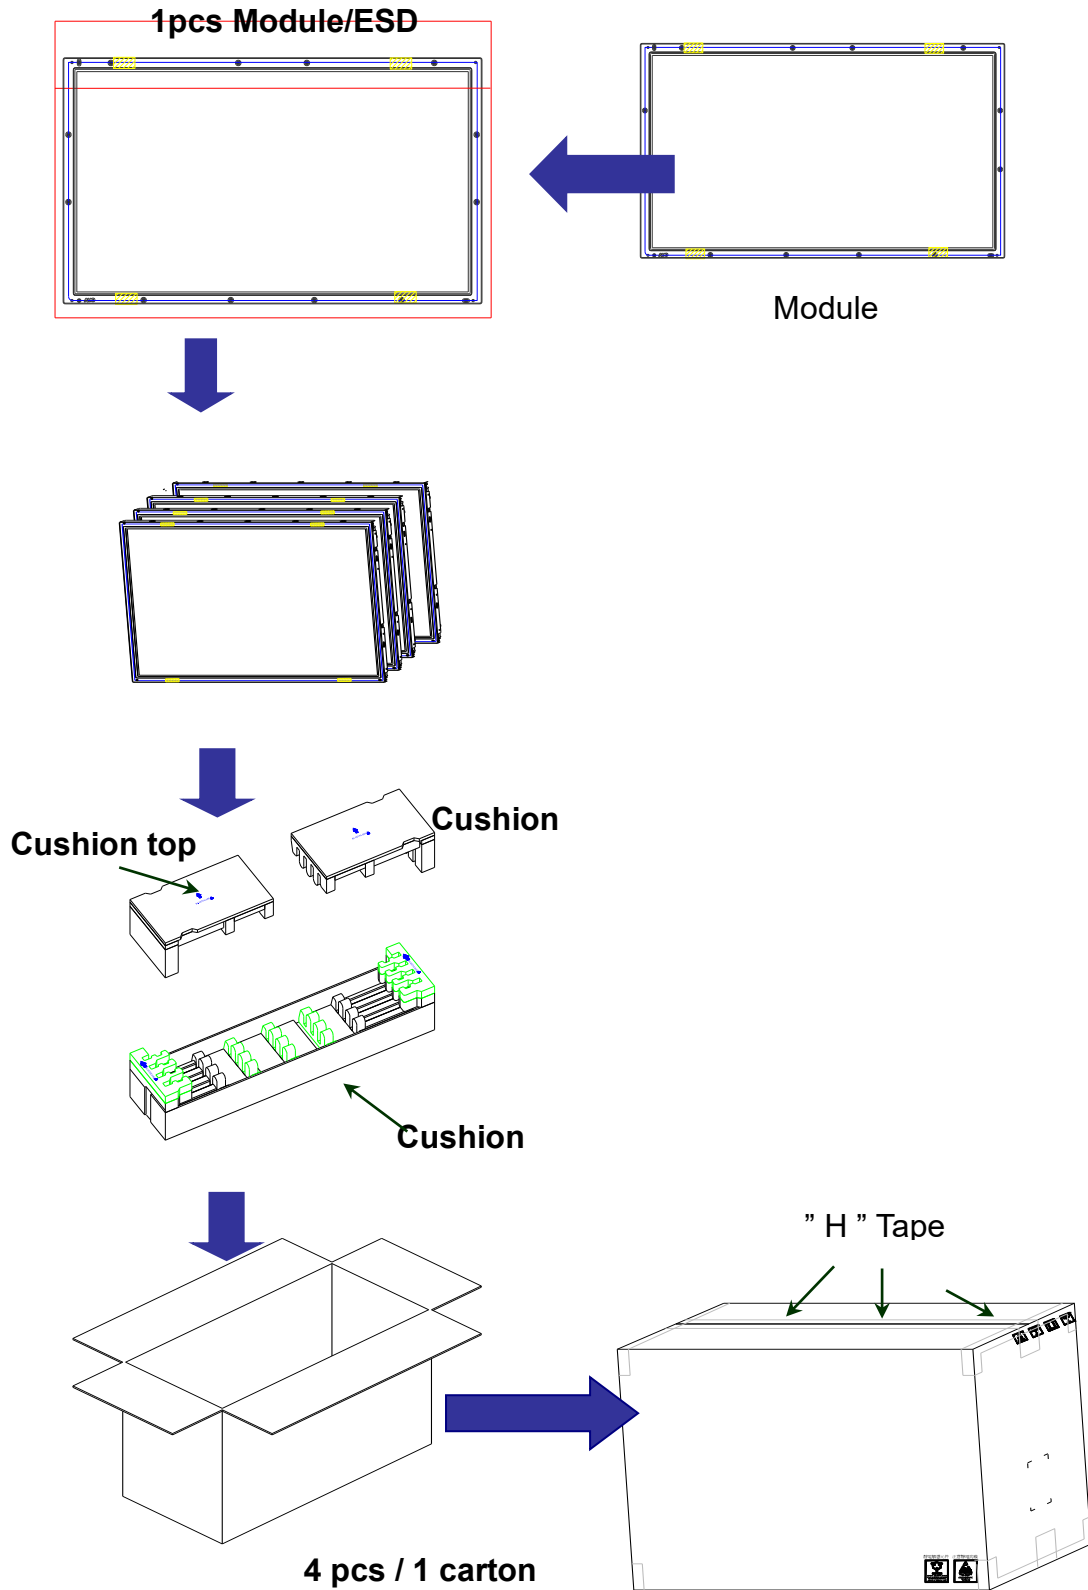 1pcs Module/ESD
Module
Cushion
Cushion top
Cushion
” H ” Tape
4 pcs / 1 carton